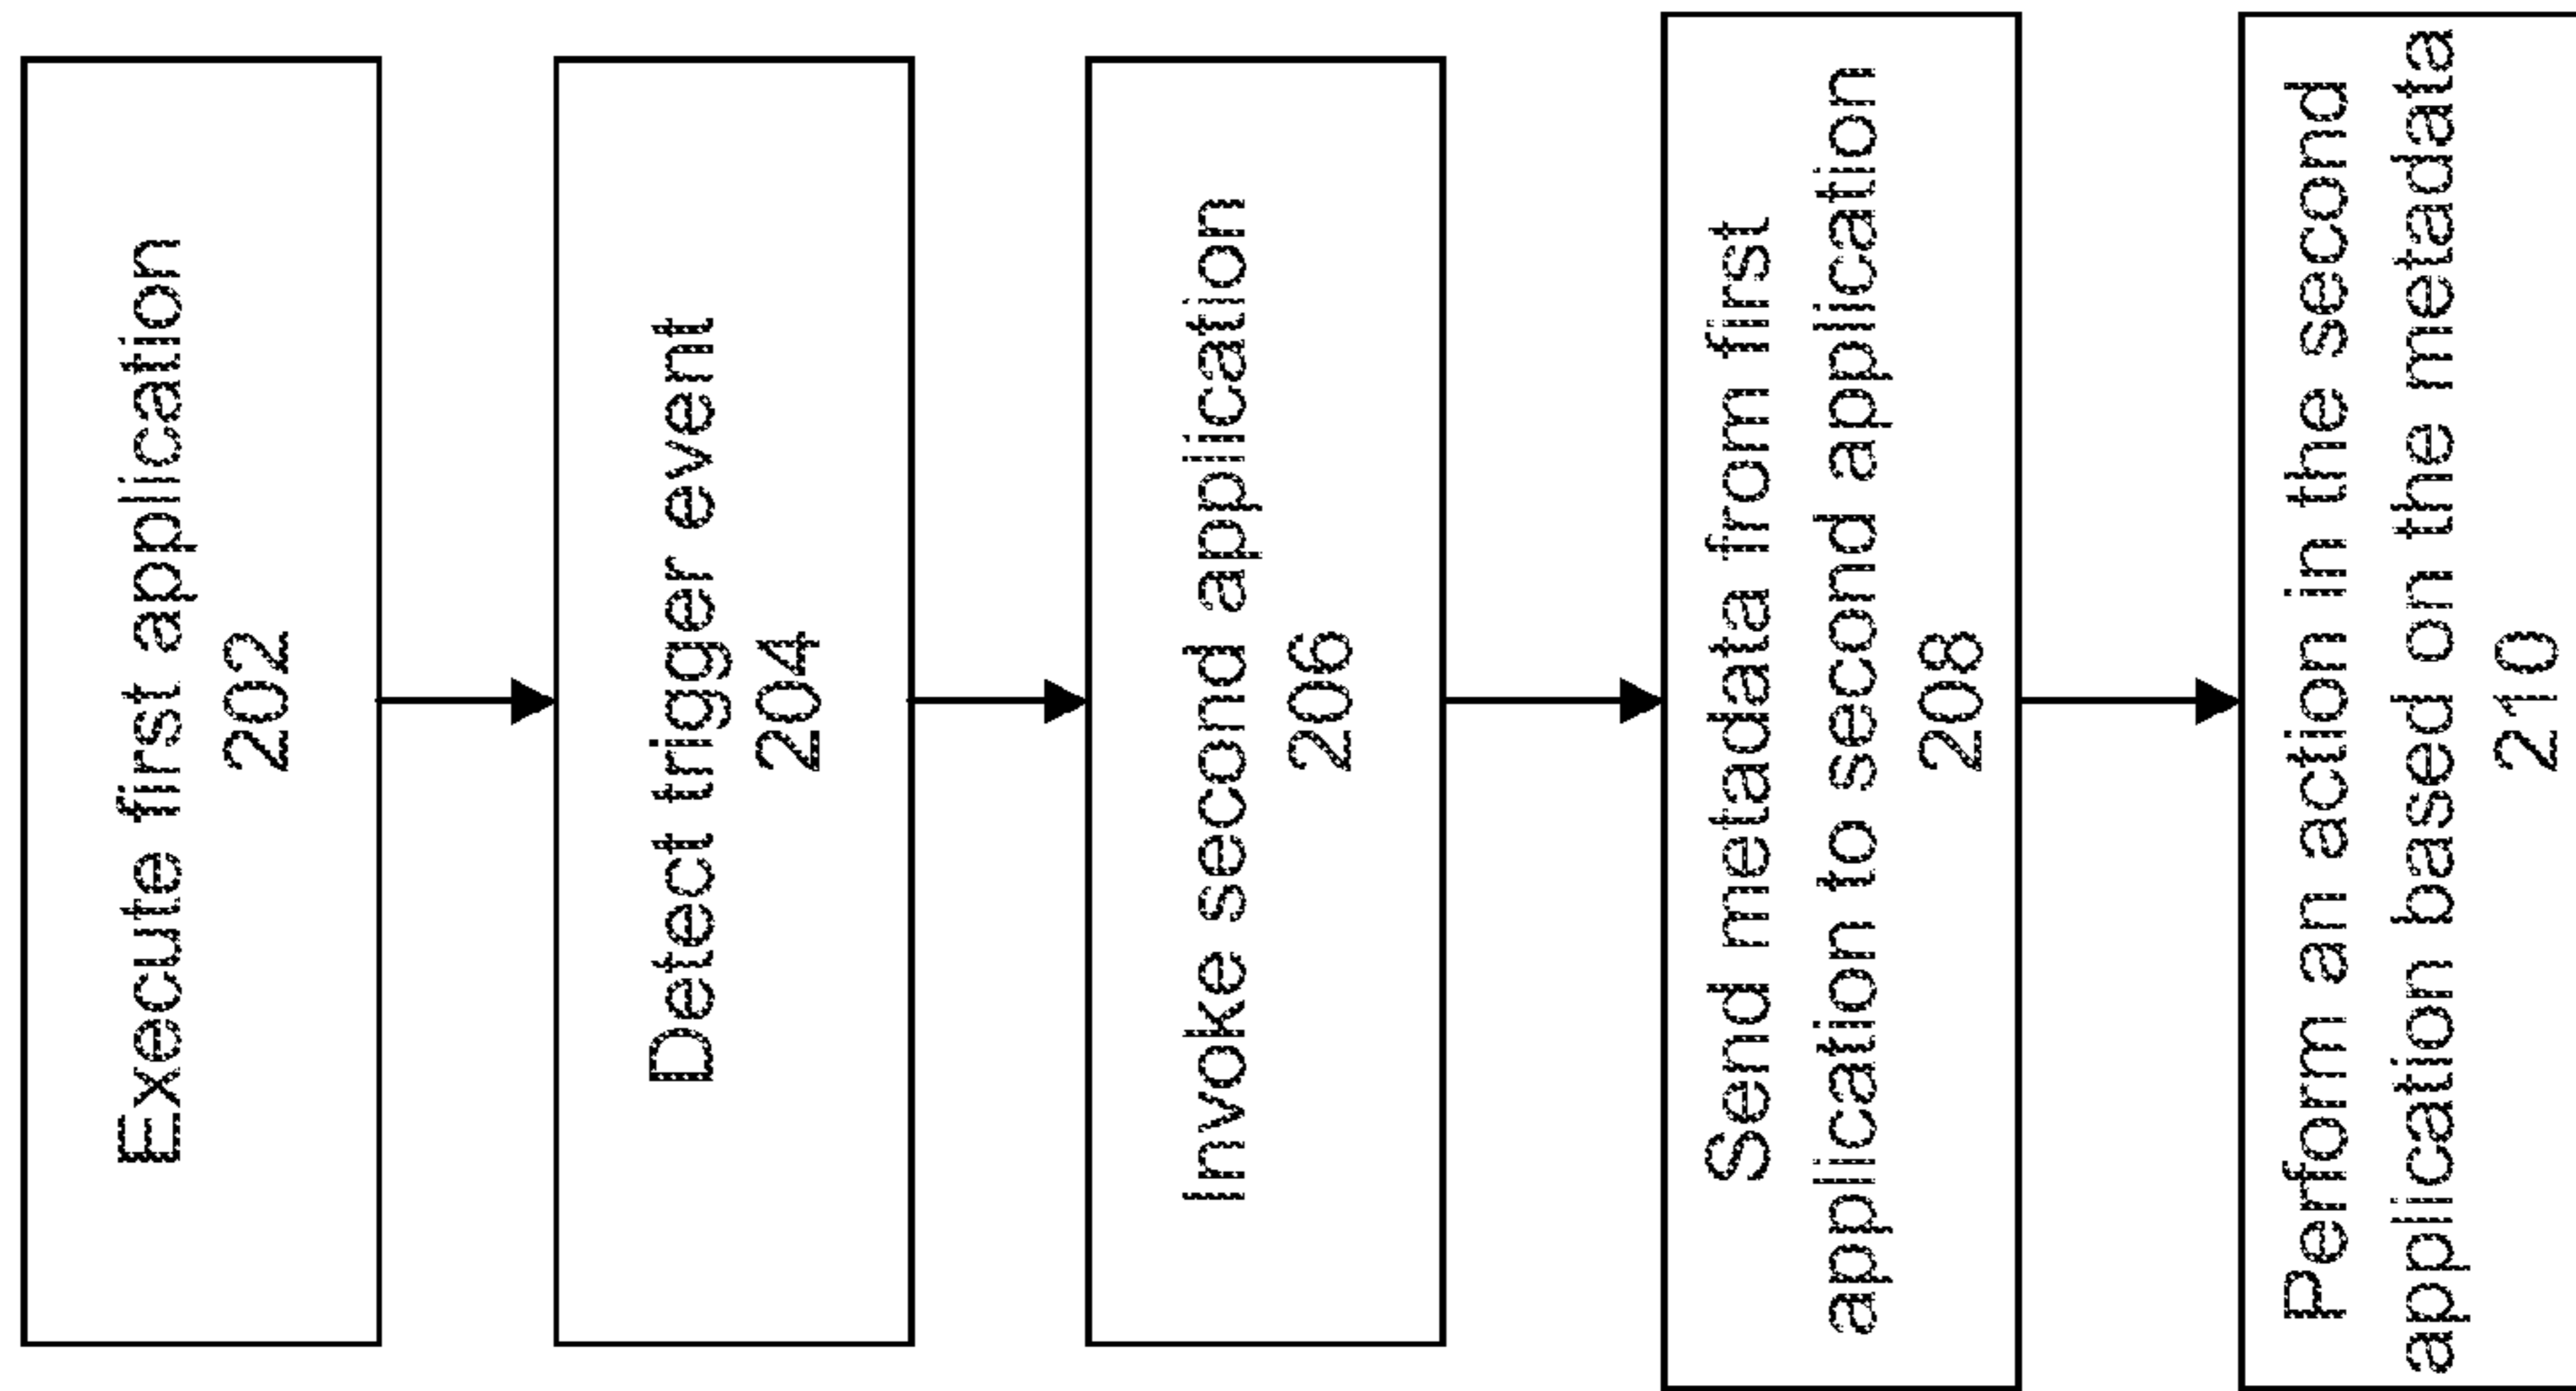 Execute first application
202
Detect trigger event
204
Invoke second application
206
Send metadata from first
application to second application
208
Perform an action in the second
application based on the metadata
210